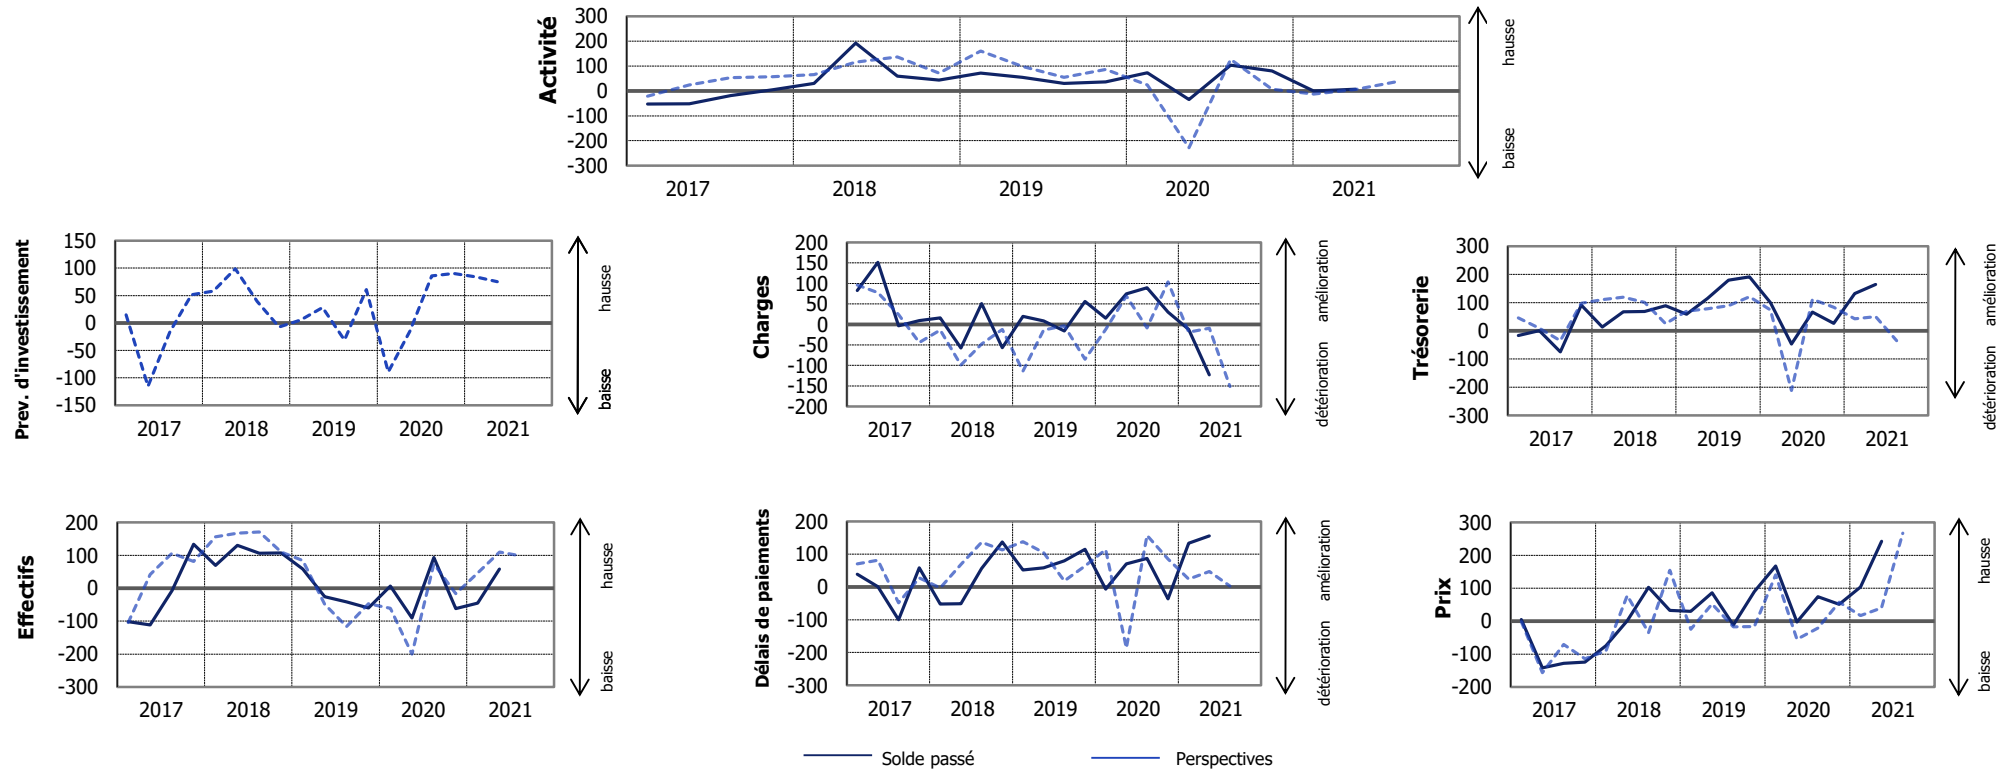 Activité
300
200
100
0
-100
-200
-300
2017 2018 2019 2020 2021
hausse
baisse
Prev. d'investissement
150
100
50
0
-50
-100
-150
2017 2018 2019 2020 2021
hausse
baisse
Charges
200
150
100
50
0
-50
-100
-150
-200
2017 2018 2019 2020 2021
amélioration
détérioration
Trésorerie
300
200
100
0
-100
-200
-300
2017 2018 2019 2020 2021
amélioration
détérioration
Effectifs
200
100
0
-100
-200
-300
2017 2018 2019 2020 2021
hausse
baisse
Délais de paiements
200
100
0
-100
-200
-300
2017 2018 2019 2020 2021
amélioration
détérioration
Prix
300
200
100
0
-100
-200
2017 2018 2019 2020 2021
hausse
baisse
Solde passé Perspectives